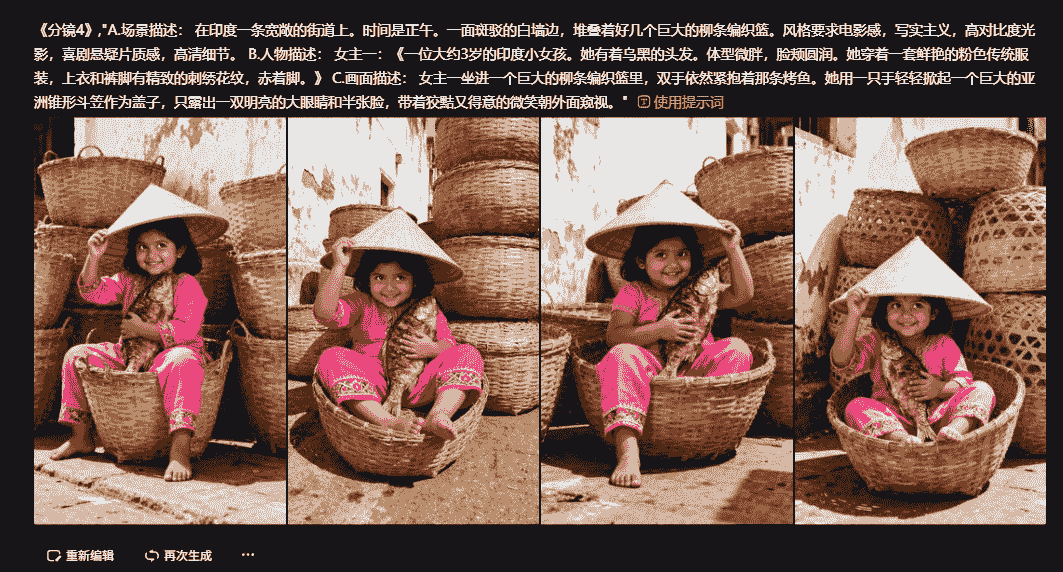 《分镜4》,"A.场景描述： 在印度一条宽敞的街道上。时间是正午。一面斑驳的白墙边，堆叠着好几个巨大的柳条编织篮。风格要求电影感，写实主义，高对比度光
影，喜剧悬疑片质感，高清细节。 B.人物描述： 女主一：《一位大约3岁的印度小女孩。她有着乌黑的头发。体型微胖，脸颊圆润。她穿着一套鲜艳的粉色传统服
装，上衣和裤脚有精致的刺绣花纹，赤着脚。》 C.画面描述： 女主一坐进一个巨大的柳条编织篮里，双手依然紧抱着那条烤鱼。她用一只手轻轻掀起一个巨大的亚
洲锥形斗笠作为盖子，只露出一双明亮的大眼睛和半张脸，带着狡黠又得意的微笑朝外面窥视。" 使用提示词
重新编辑 再次生成 ···